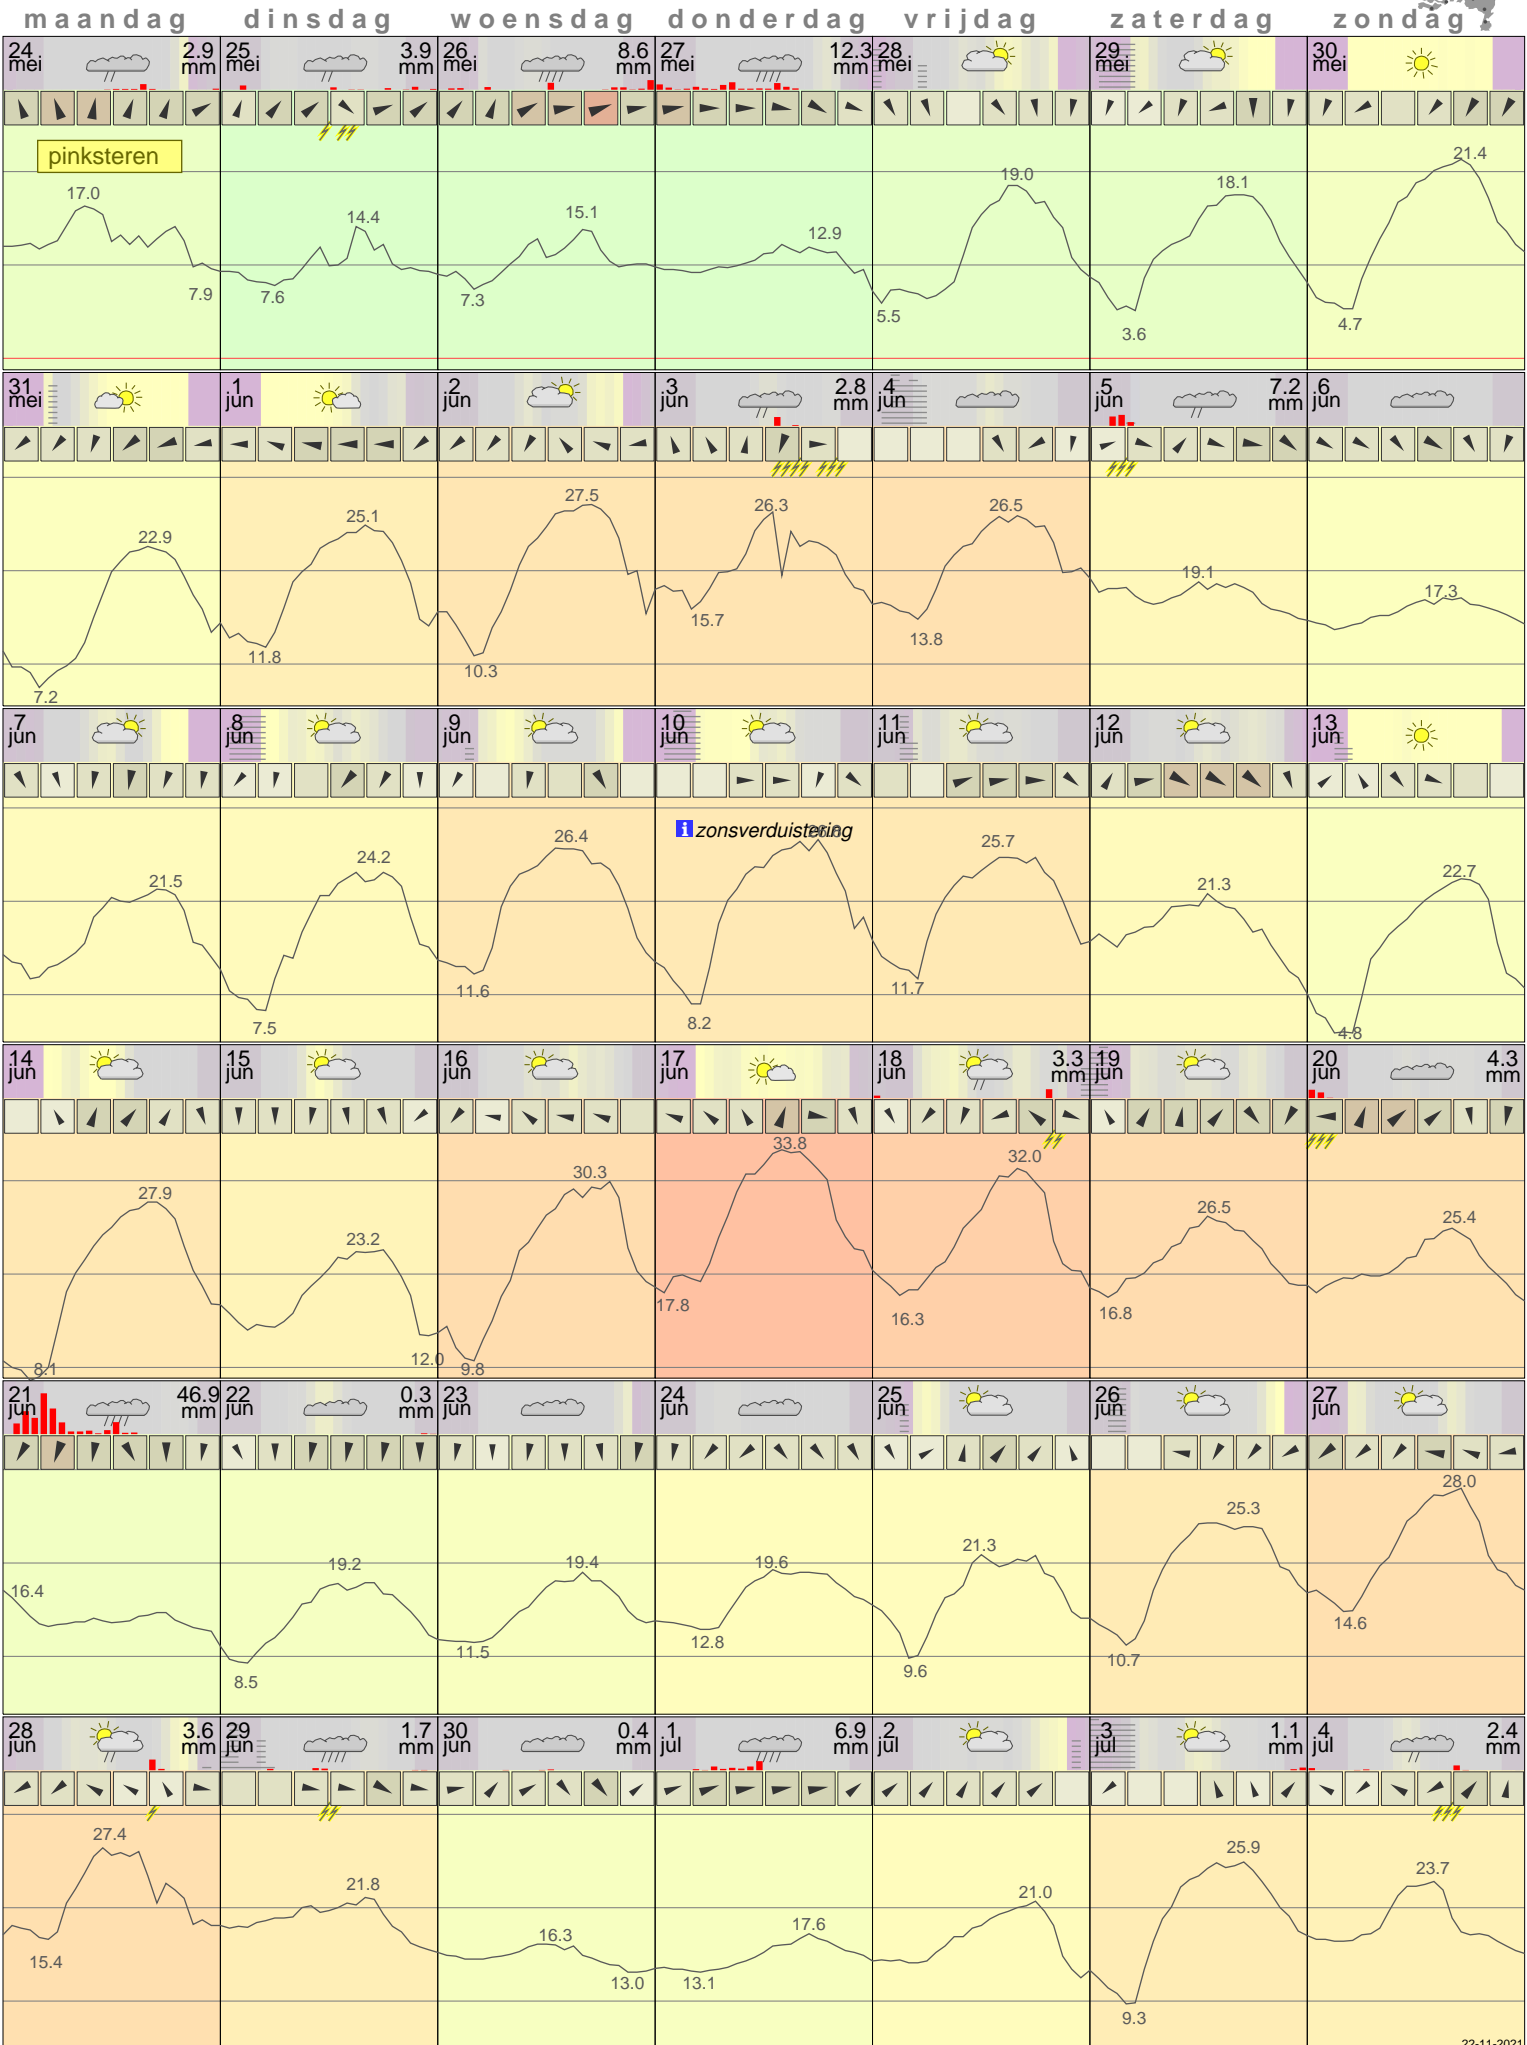 maandag dinsdag woensdag donderdag vrijdag zaterdag zondag
24 2.9 25 3.9 26 8.6 27 12.3 28 29 30
mei mm mei mm mei mm mei mm mei mei mei
pinksteren
17.0 7.9 7.6 14.4 7.3 15.1 12.9 5.5 19.0 3.6 18.1 4.7 21.4
31 1 2 3 2.8 4 5 7.2 6
mei jun jun jun mm jun jun mm jun
7.2 22.9 11.8 25.1 10.3 27.5 15.7 26.3 13.8 26.5 19.1 17.3
7 8 9 10 11 12 13
jun jun jun jun jun jun jun
i zonsverduistering
21.5 7.5 24.2 11.6 26.4 8.2 11.7 25.7 21.3 4.8 22.7
14 15 16 17 18 3.3 19 20 4.3
jun jun jun jun jun mm jun jun mm
8.1 27.9 23.2 12.0 9.8 30.3 17.8 33.8 16.3 32.0 16.8 26.5 25.4
21 46.9 22 0.3 23 24 25 26 27
jun mm jun mm jun jun jun jun jun
16.4 8.5 19.2 11.5 19.4 12.8 19.6 9.6 21.3 10.7 25.3 14.6 28.0
28 3.6 29 1.7 30 0.4 1 6.9 2 3 1.1 4 2.4
jun mm jun mm jun mm jul mm jul jul mm jul mm
15.4 27.4 21.8 16.3 13.0 13.1 17.6 21.0 9.3 25.9 23.7
22-11-2021